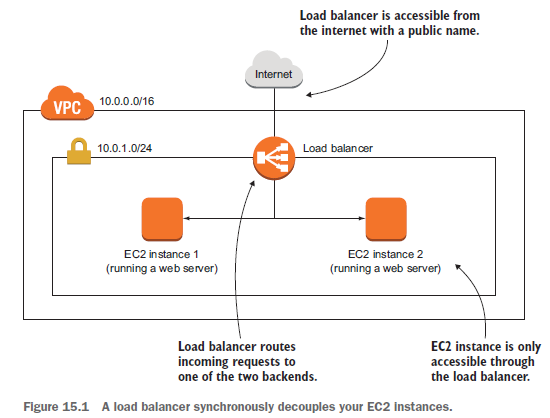 Load balancer is accessible from
the internet with a public name.
Internet
VPC
10.0.0.0/16
10.0.1.0/24
Load balancer
EC2 instance 1
(running a web server)
EC2 instance 2
(running a web server)
Load balancer routes
incoming requests to
one of the two backends.
EC2 instance is only
accessible through
the load balancer.
Figure 15.1 A load balancer synchronously decouples your EC2 instances.